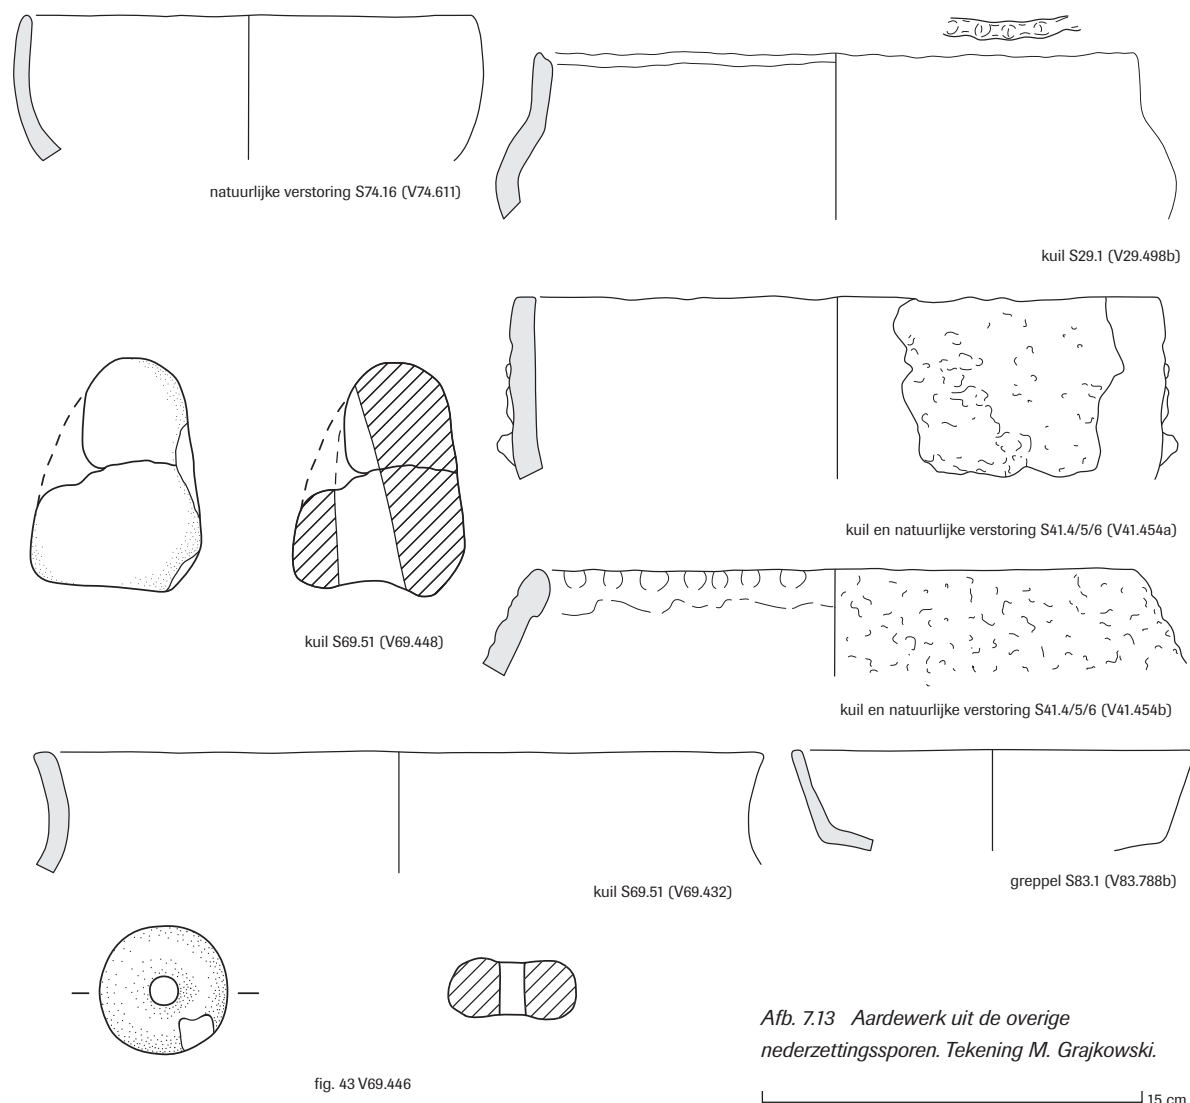 natuurlijke verstoring S74.16 (V74.611)
kuil S29.1 (V29.498b)
kuil en natuurlijke verstoring S41.4/5/6 (V41.454a)
kuil S69.51 (V69.448)
kuil en natuurlijke verstoring S41.4/5/6 (V41.454b)
kuil S69.51 (V69.432)
greppel S83.1 (V83.788b)
fig. 43 V69.446
Afb. 7.13 Aardewerk uit de overige
nederzettingssporen. Tekening M. Grajkowski.
15 cm